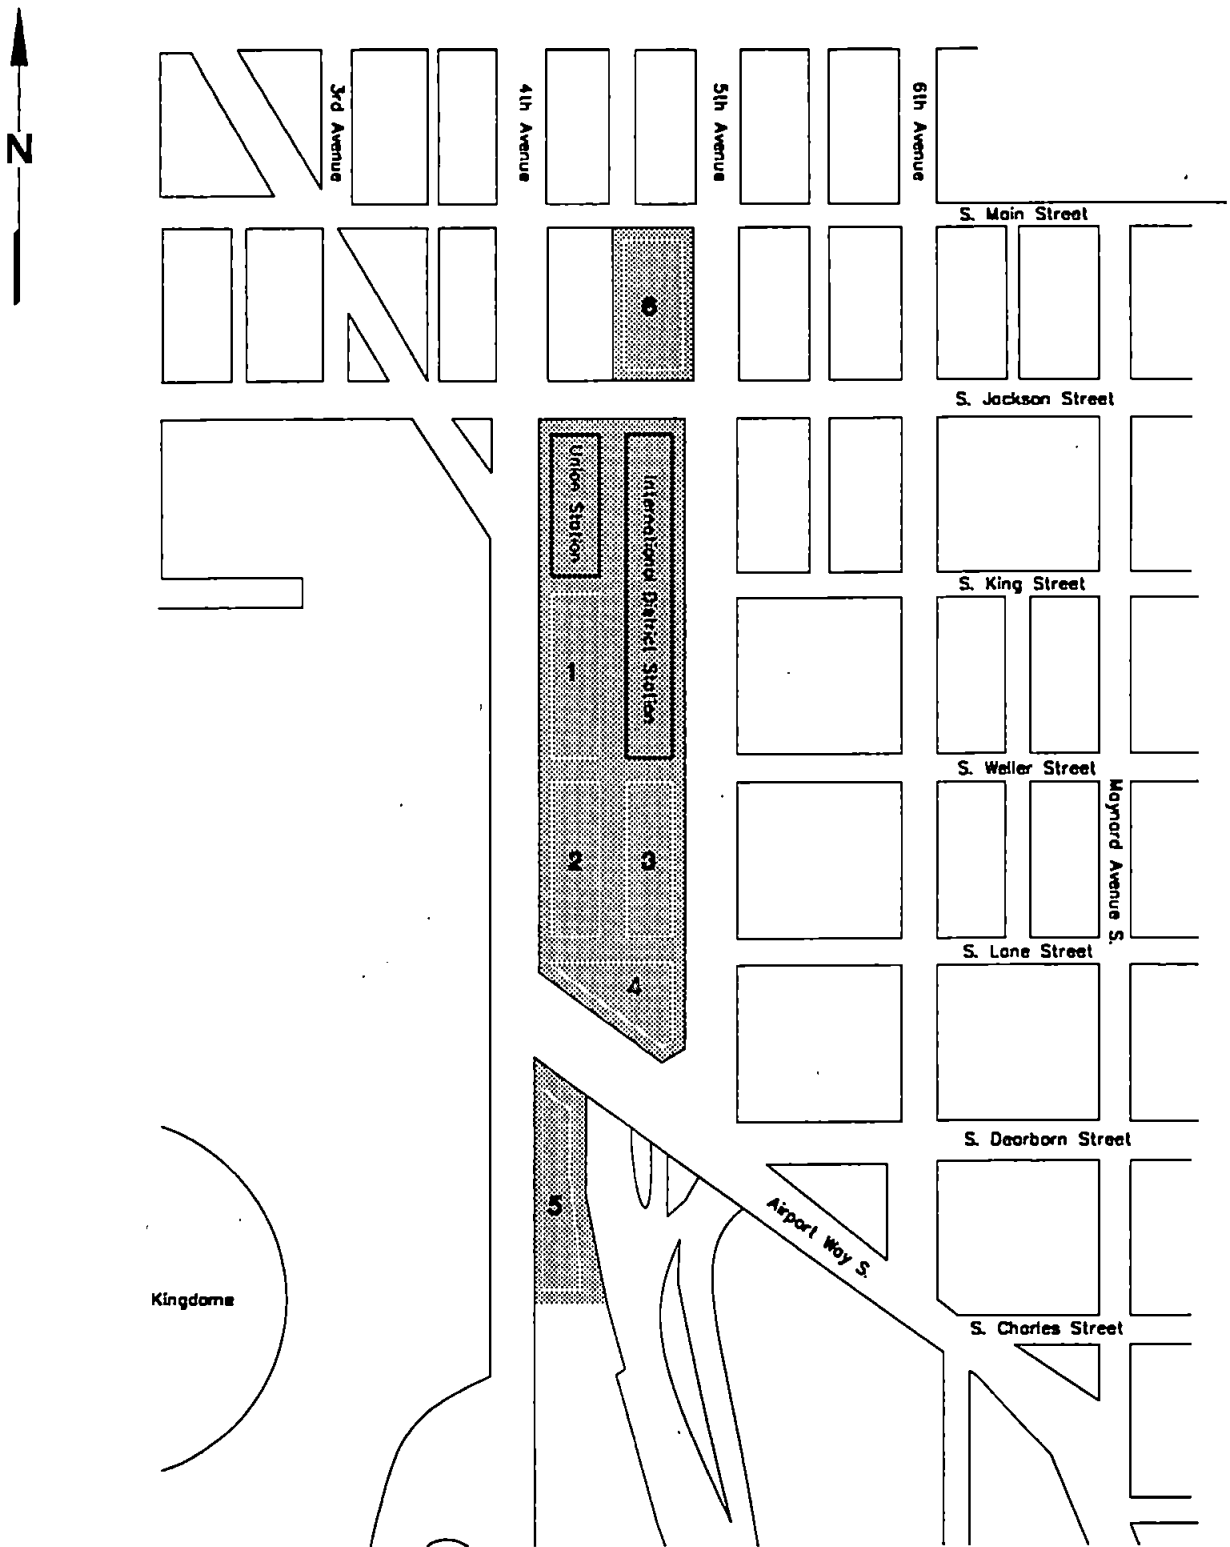 N
3rd Avenue
4th Avenue
5th Avenue
6th Avenue
S. Main Street
6
S. Jackson Street
Union Station
International District Station
S. King Street
1
S. Weller Street
Maynard Avenue S.
2
3
S. Lane Street
4
S. Dearborn Street
5
Airport Way S.
Kingdome
S. Charles Street